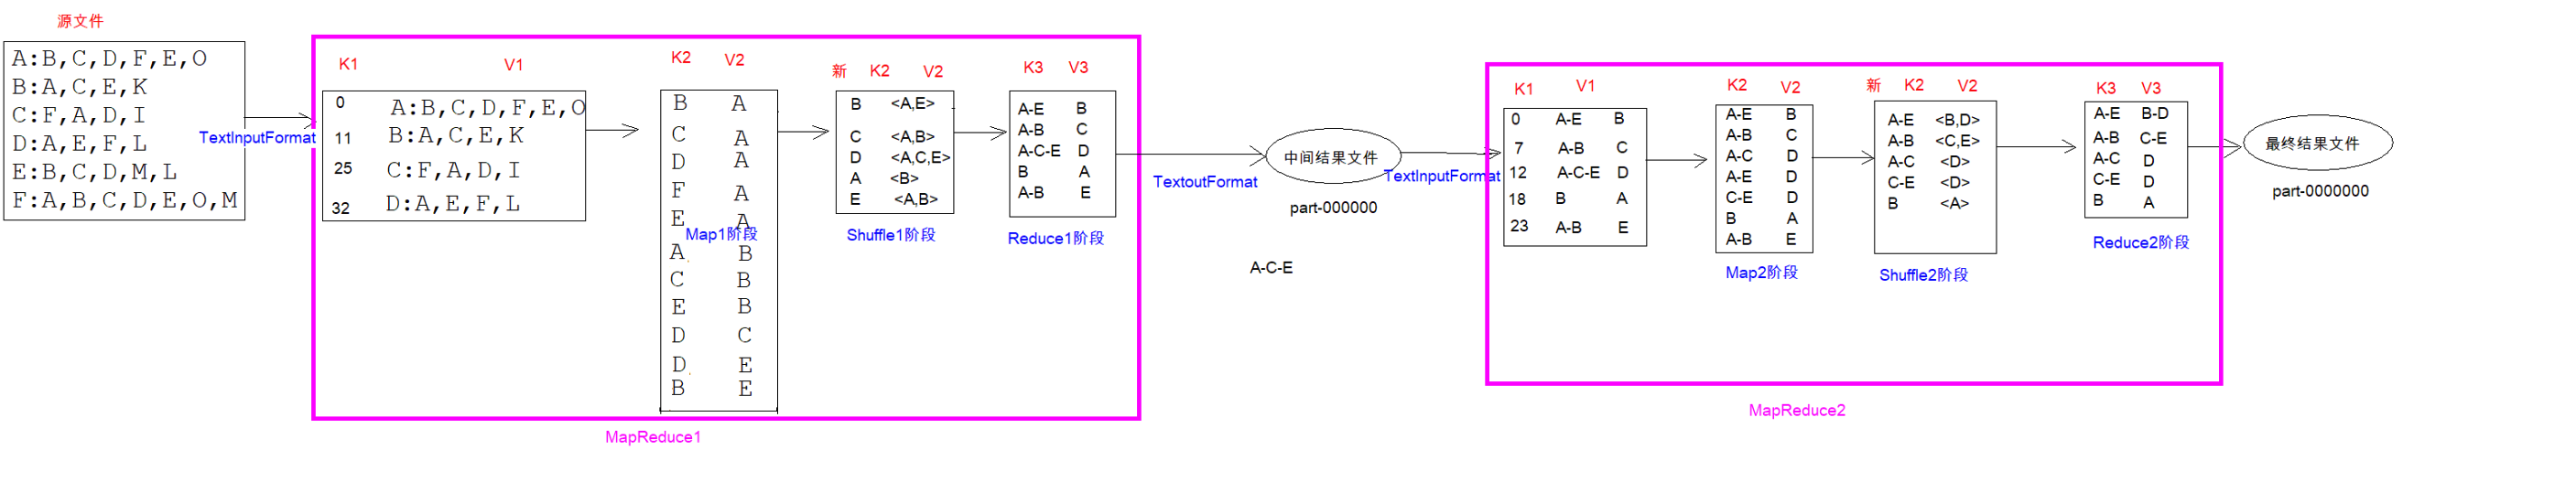 源文件
A:B,C,D,F,E,O
B:A,C,E,K
C:F,A,D,I
D:A,E,F,L
E:B,C,D,M,L
F:A,B,C,D,E,O,M
TextInputFormat
K1 V1
0 A:B,C,D,F,E,O
11 B:A,C,E,K
25 C:F,A,D,I
32 D:A,E,F,L
K2 V2
B A
C A
D A
F A
E A
Map1阶段
A B
C B
E B
D C
D E
B E
新 K2 V2
B <A,E>
C <A,B>
D <A,C,E>
A <B>
E <A,B>
Shuffle1阶段
K3 V3
A-E B
A-B C
A-C-E D
B A
A-B E
Reduce1阶段
MapReduce1
TextoutFormat
中间结果文件
part-000000
A-C-E
TextInputFormat
K1 V1
0 A-E B
7 A-B C
12 A-C-E D
18 B A
23 A-B E
K2 V2
A-E B
A-B C
A-C D
A-E D
C-E D
B A
A-B E
Map2阶段
新 K2 V2
A-E <B,D>
A-B <C,E>
A-C <D>
C-E <D>
B <A>
Shuffle2阶段
K3 V3
A-E B-D
A-B C-E
A-C D
C-E D
B A
Reduce2阶段
MapReduce2
最终结果文件
part-0000000